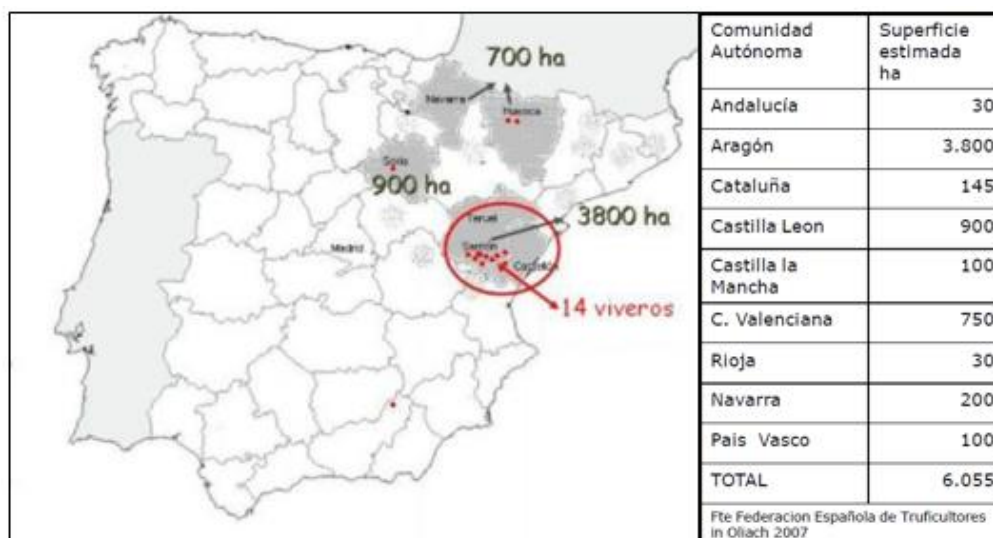 700 ha
Navarra
Huesca
Soria
900 ha
3800 ha
Teruel
Madrid
Sarrión
Castellón
14 viveros
Comunidad Superficie
Autónoma estimada
ha
Andalucía 30
Aragón 3.800
Cataluña 145
Castilla Leon 900
Castilla la 100
Mancha
C. Valenciana 750
Rioja 30
Navarra 200
Pais Vasco 100
TOTAL 6.055
Fte Federacion Española de Truficultores
in Oliach 2007